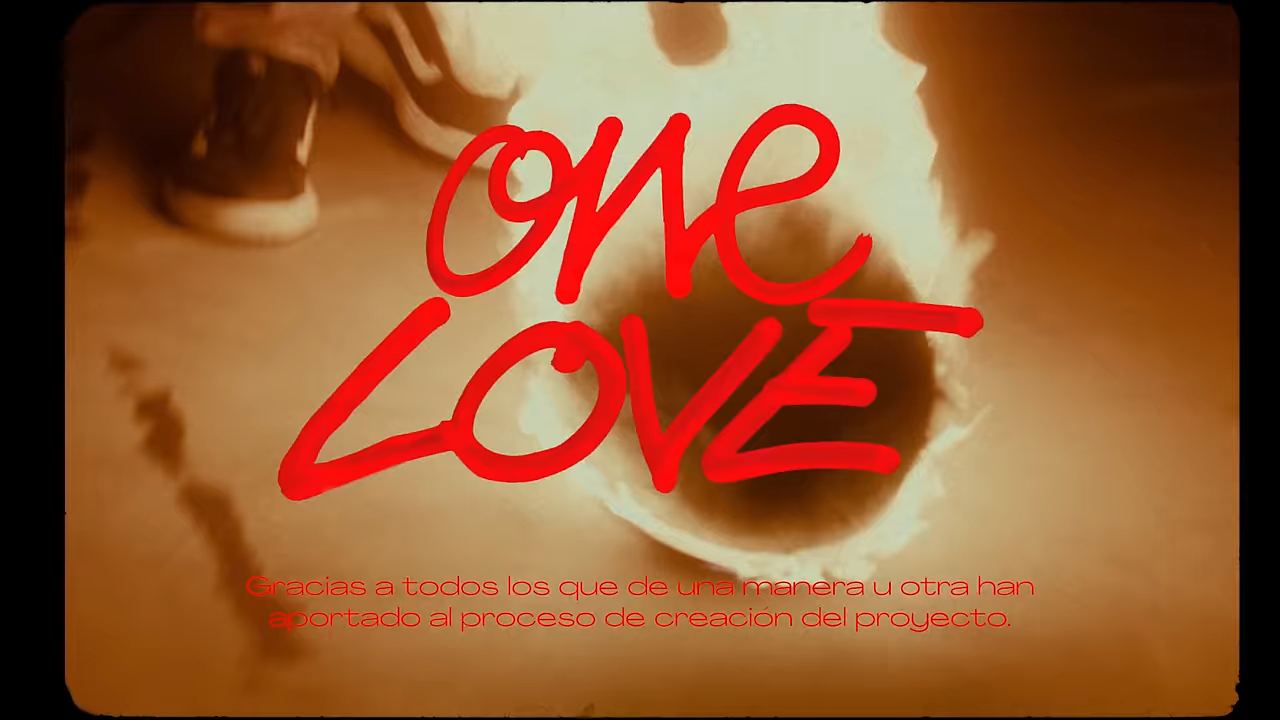 one
LOVE
Gracias a todos los que de una manera u otra han
aportado al proceso de creación del proyecto.